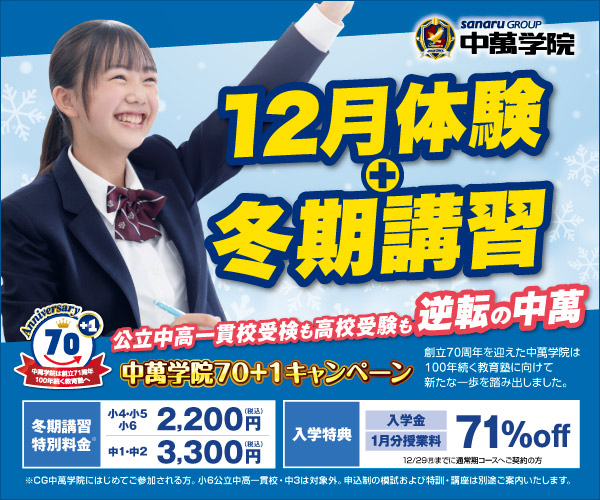 sanaru GROUP
中萬学院
12月体験
+
冬期講習
公立中高一貫校受検も高校受験も逆転の中萬
Anniversary
70+1
中萬学院は創立71周年
100年続く教育塾へ
中萬学院70+1キャンペーン
創立70周年を迎えた中萬学院は
100年続く教育塾に向けて
新たな一歩を踏み出しました。
冬期講習
特別料金※
小4・小5
小6
2,200円(税込)
中1・中2
3,300円(税込)
入学特典
入学金
1月分授業料
71%off
12/29までに通常期コースへご契約の方
※CG中萬学院にはじめてご参加される方。小6公立中高一貫校・中3は対象外。申込制の模試および特訓・講座は別途ご案内いたします。